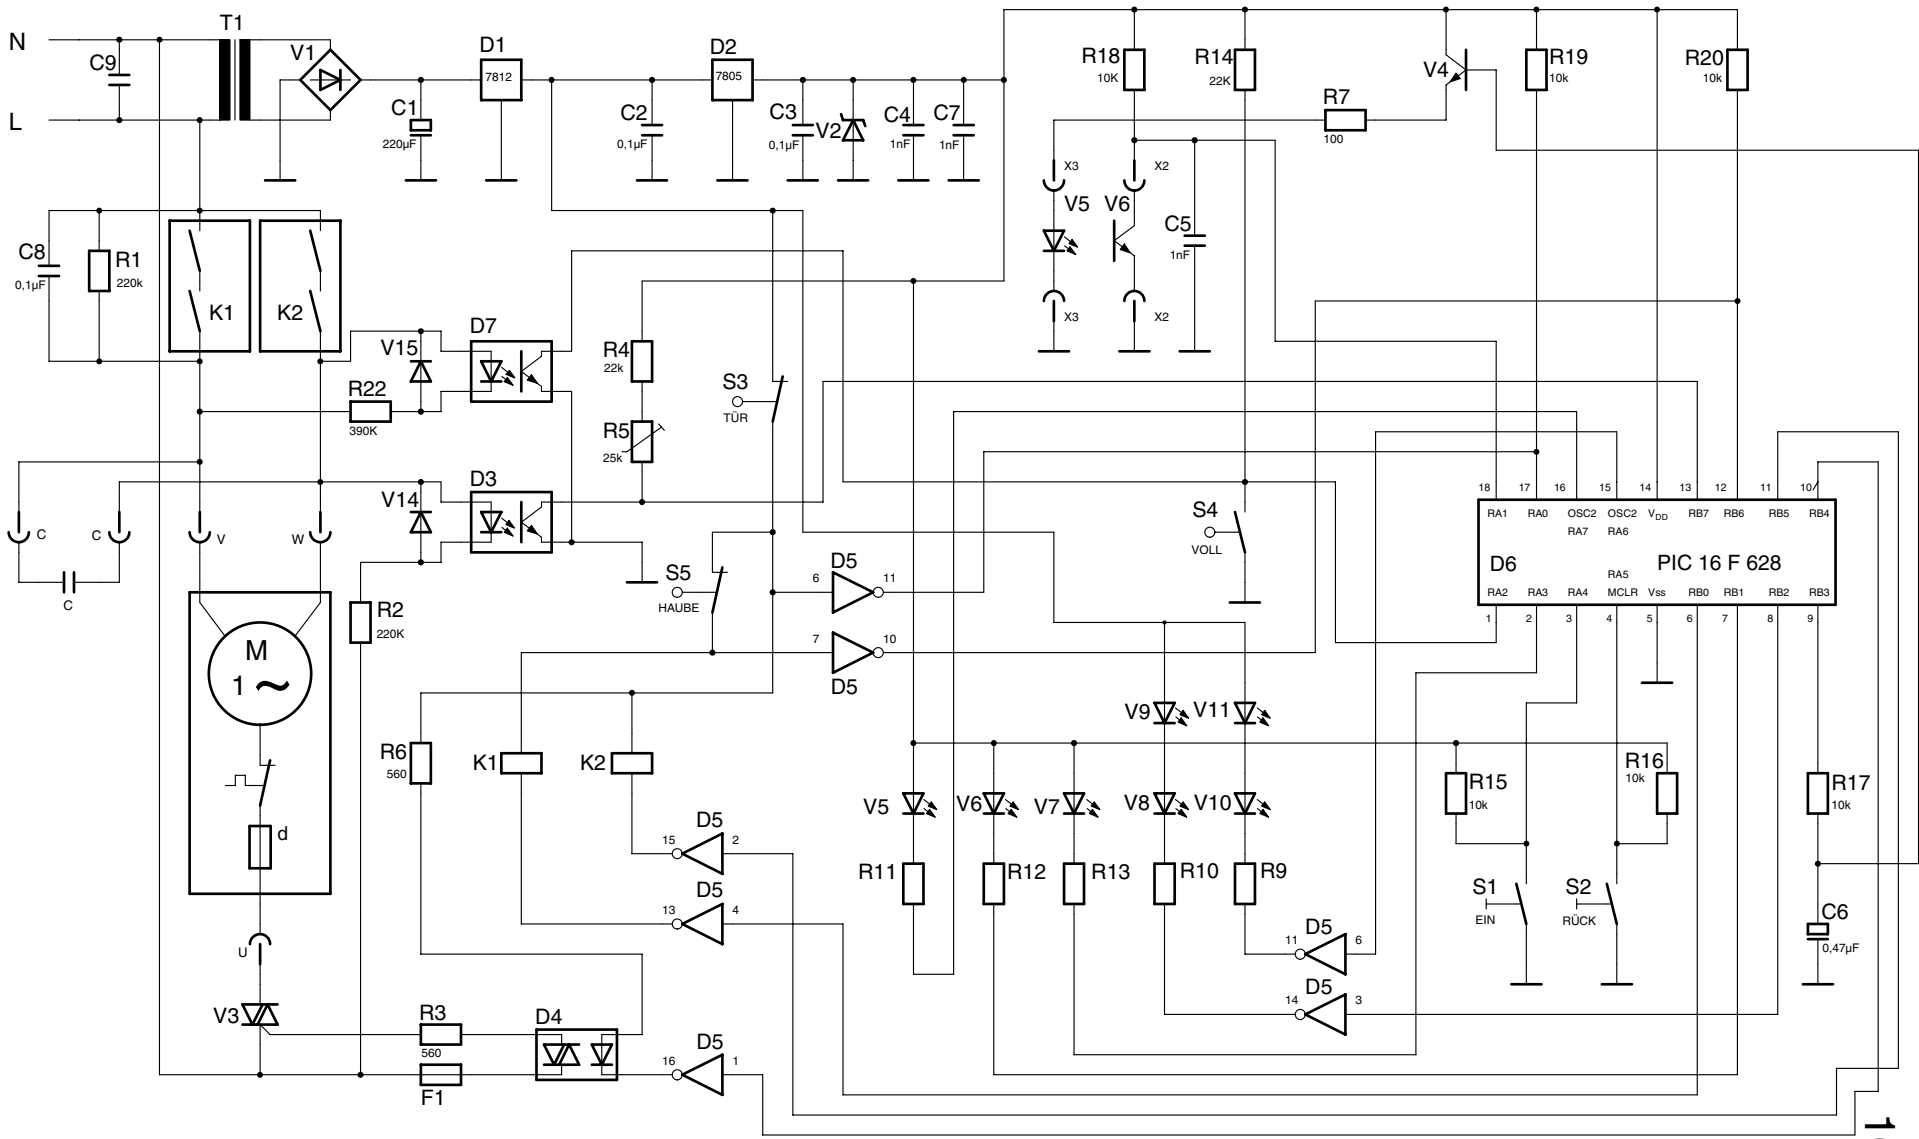 T1
N
C9
V1
D1
7812
D2
7805
R18
10K
R14
22K
V4
R19
10k
R20
10k
L
C1
220µF
C2
0,1µF
C3
0,1µF
V2
C4
1nF
C7
1nF
R7
100
X3
X2
V5
V6
C5
1nF
X3
X2
C8
0,1µF
R1
220k
K1
K2
D7
V15
R22
390K
R4
22k
S3
TÜR
R5
25k
D3
V14
C
C
V
W
C
S4
VOLL
18
17
16
15
14
13
12
11
10
RA1
RA0
OSC2
OSC2
VDD
RB7
RB6
RB5
RB4
RA7
RA6
D6
PIC 16 F 628
RA5
RA2
RA3
RA4
MCLR
Vss
RB0
RB1
RB2
RB3
1
2
3
4
5
6
7
8
9
S5
HAUBE
D5
6
11
7
10
D5
R2
220K
M
1 ~
d
U
R6
560
K1
K2
V9
V11
V5
V6
V7
V8
V10
R15
10k
R16
10k
R17
10k
D5
15
2
R11
R12
R13
R10
R9
D5
13
4
S1
EIN
S2
RÜCK
C6
0,47µF
D5
11
6
D5
14
3
V3
R3
560
D4
F1
D5
16
1
1